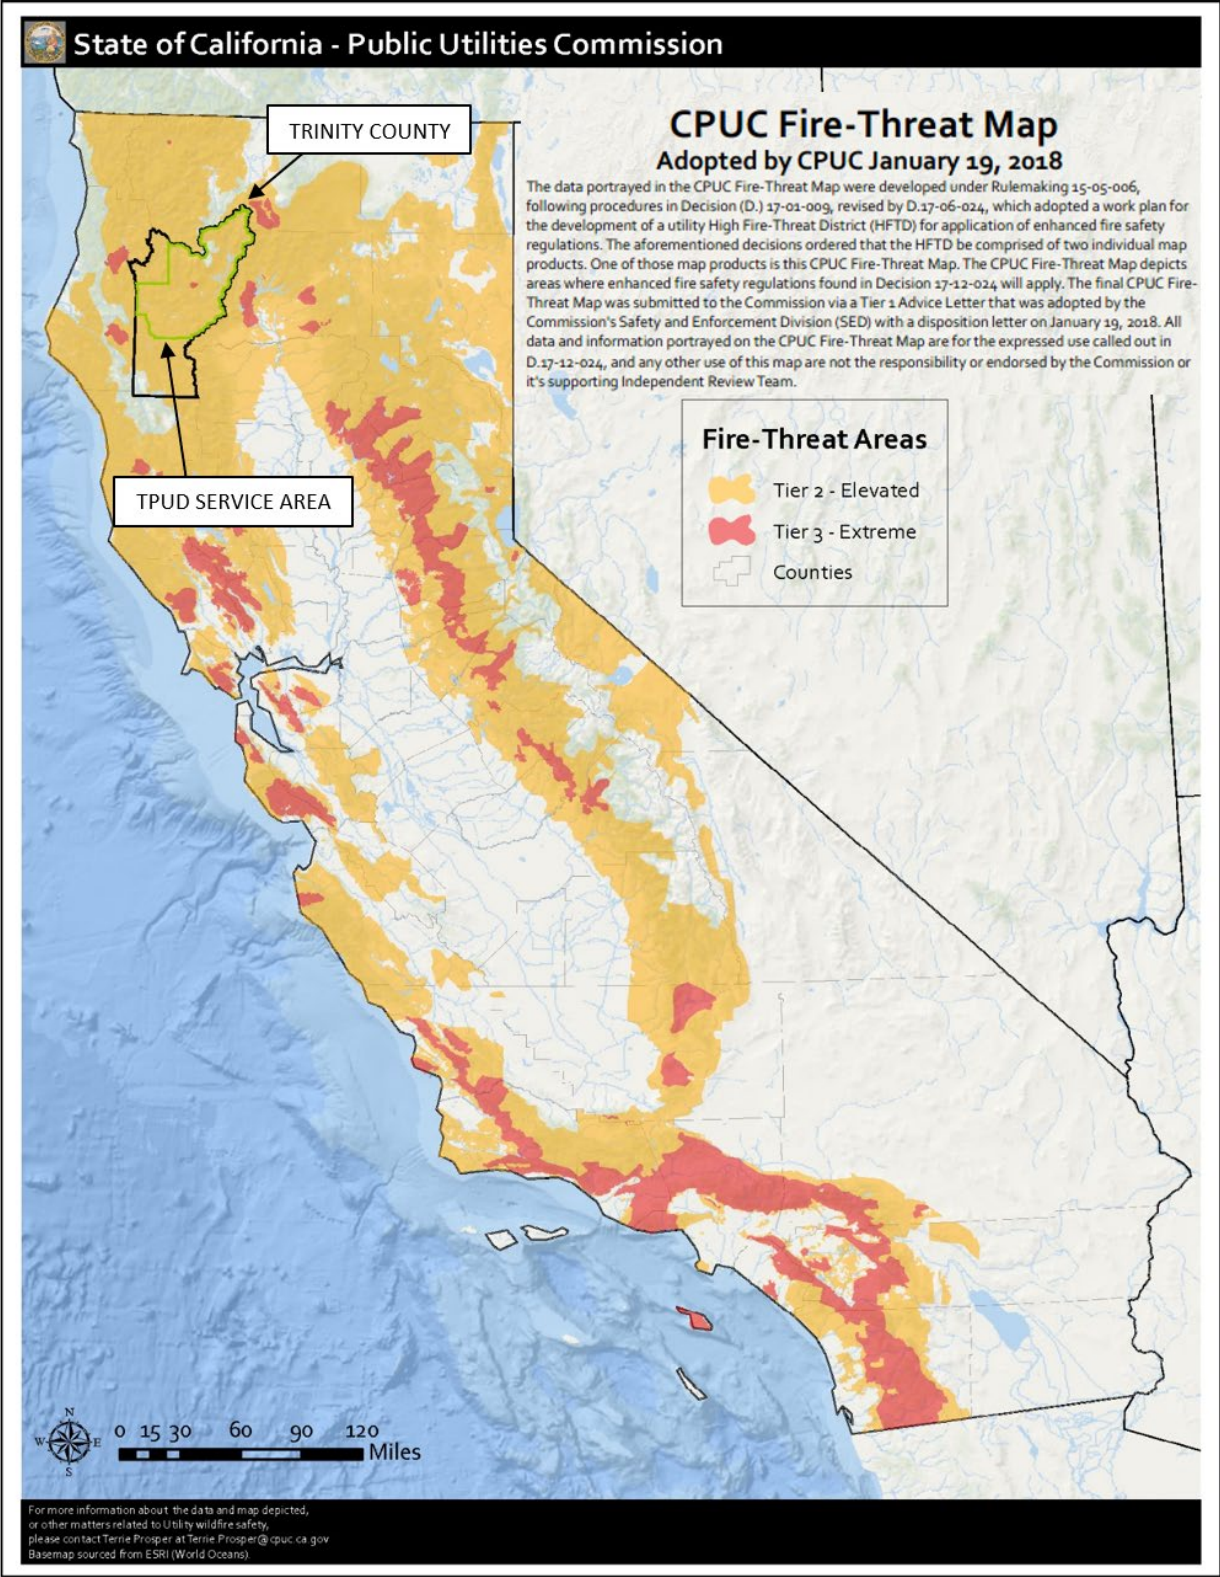 State of California - Public Utilities Commission
TRINITY COUNTY
CPUC Fire-Threat Map
Adopted by CPUC January 19, 2018
The data portrayed in the CPUC Fire-Threat Map were developed under Rulemaking 15-05-006,
following procedures in Decision (D.) 17-01-009, revised by D.17-06-024, which adopted a work plan for
the development of a utility High Fire-Threat District (HFTD) for application of enhanced fire safety
regulations. The aforementioned decisions ordered that the HFTD be comprised of two individual map
products. One of those map products is this CPUC Fire-Threat Map. The CPUC Fire-Threat Map depicts
areas where enhanced fire safety regulations found in Decision 17-12-024 will apply. The final CPUC Fire-
Threat Map was submitted to the Commission via a Tier 1 Advice Letter that was adopted by the
Commission's Safety and Enforcement Division (SED) with a disposition letter on January 19, 2018. All
data and information portrayed on the CPUC Fire-Threat Map are for the expressed use called out in
D.17-12-024, and any other use of this map are not the responsibility or endorsed by the Commission or
it's supporting Independent Review Team.
Fire-Threat Areas
Tier 2 - Elevated
Tier 3 - Extreme
Counties
TPUD SERVICE AREA
N
W E
S
0 15 30 60 90 120
Miles
For more information about the data and map depicted,
or other matters related to Utility wildfire safety,
please contact Terrie Prosper at Terrie.Prosper@cpuc.ca.gov
Basemap sourced from ESRI (World Oceans).